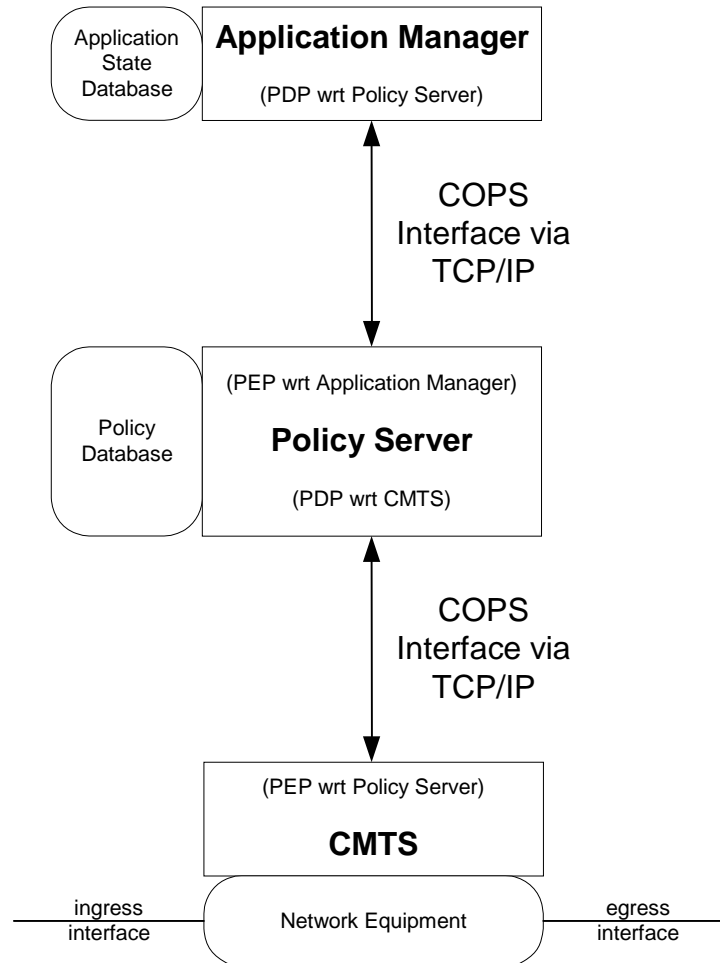 Application
State
Database
Application Manager
(PDP wrt Policy Server)
COPS
Interface via
TCP/IP
Policy
Database
(PEP wrt Application Manager)
Policy Server
(PDP wrt CMTS)
COPS
Interface via
TCP/IP
(PEP wrt Policy Server)
CMTS
ingress
interface
Network Equipment
egress
interface